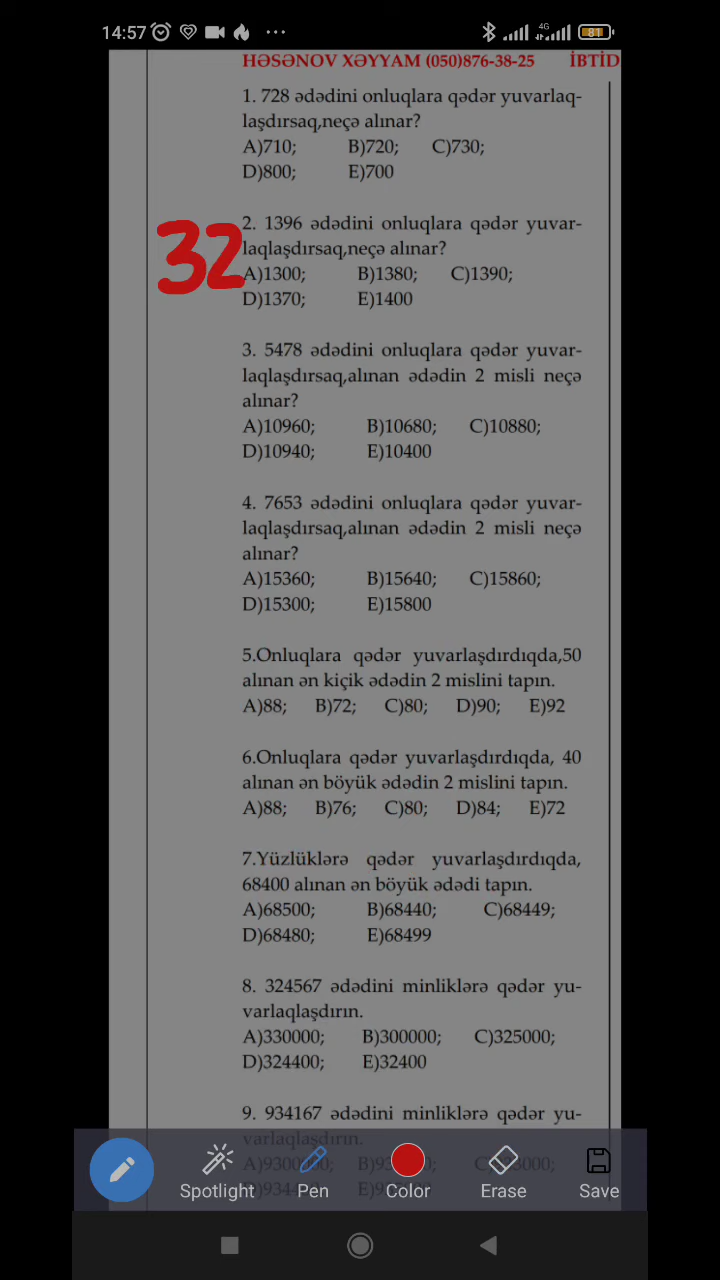 14:57 4G 81
HƏSƏNOV XƏYYAM (050)876-38-25 İBTİD
1. 728 ədədini onluqlara qədər yuvarlaq-
laşdırsaq,neçə alınar?
A)710; B)720; C)730;
D)800; E)700
32
2. 1396 ədədini onluqlara qədər yuvar-
laqlaşdırsaq,neçə alınar?
A)1300; B)1380; C)1390;
D)1370; E)1400
3. 5478 ədədini onluqlara qədər yuvar-
laqlaşdırsaq,alınan ədədin 2 misli neçə
alınar?
A)10960; B)10680; C)10880;
D)10940; E)10400
4. 7653 ədədini onluqlara qədər yuvar-
laqlaşdırsaq,alınan ədədin 2 misli neçə
alınar?
A)15360; B)15640; C)15860;
D)15300; E)15800
5.Onluqlara qədər yuvarlaşdırdıqda,50
alınan ən kiçik ədədin 2 mislini tapın.
A)88; B)72; C)80; D)90; E)92
6.Onluqlara qədər yuvarlaşdırdıqda, 40
alınan ən böyük ədədin 2 mislini tapın.
A)88; B)76; C)80; D)84; E)72
7.Yüzlüklərə qədər yuvarlaşdırdıqda,
68400 alınan ən böyük ədədi tapın.
A)68500; B)68440; C)68449;
D)68480; E)68499
8. 324567 ədədini minliklərə qədər yu-
varlaqlaşdırın.
A)330000; B)300000; C)325000;
D)324400; E)32400
9. 934167 ədədini minliklərə qədər yu-
varlaqlaşdırın.
Spotlight Pen Color Erase Save